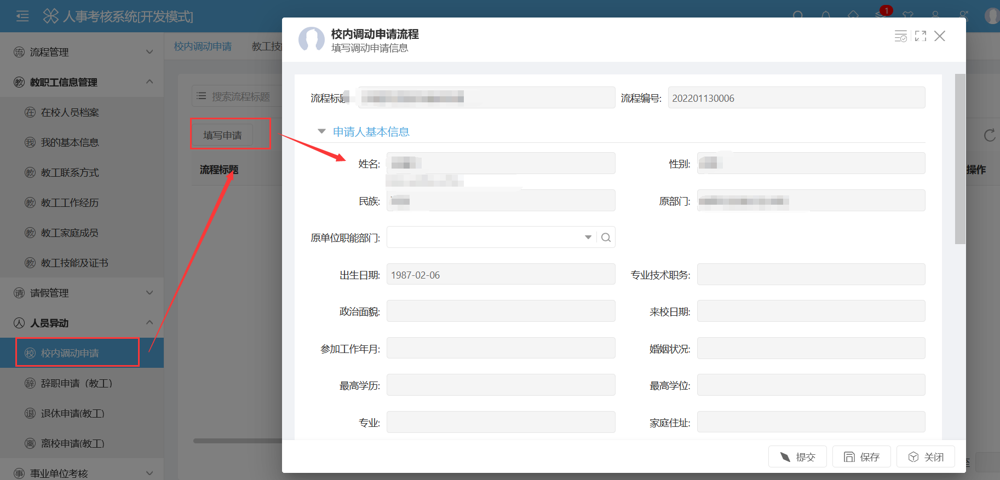 人事考核系统[开发模式]
1
流程管理
教职工信息管理
在校人员档案
我的基本信息
教工联系方式
教工工作经历
教工家庭成员
教工技能及证书
请假管理
人员异动
校内调动申请
辞职申请（教工）
退休申请(教工)
离校申请(教工)
事业单位考核
校内调动申请
教工技
搜索流程标题
填写申请
流程标题
操作
校内调动申请流程
填写调动申请信息
流程标
流程编号:
202201130006
申请人基本信息
姓名:
性别:
民族:
原部门:
原单位职能部门:
出生日期:
1987-02-06
专业技术职务:
政治面貌:
来校日期:
参加工作年月:
婚姻状况:
最高学历:
最高学位:
专业:
家庭住址:
提交
保存
关闭